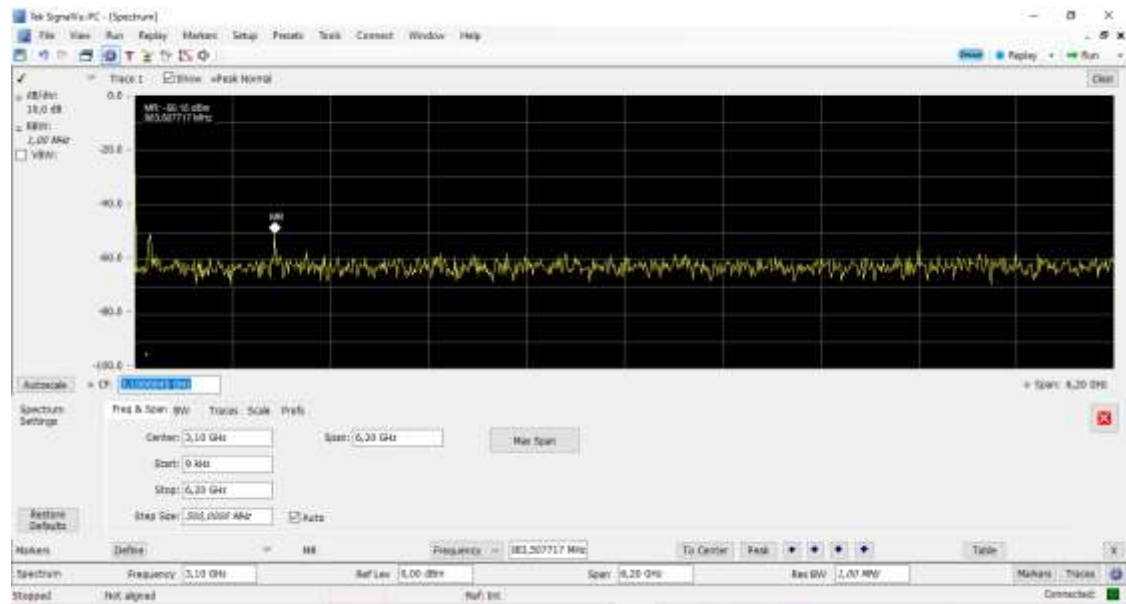 Tek SignalVu-PC - [Spectrum]
File View Run Replay Markers Setup Presets Tools Connect Window Help
Preset Replay Run
Trace 1 Show +Peak Normal Clear
dB/div:
10,0 dB
RBW:
1,00 MHz
VBW:
0.0
-20.0
-40.0
-60.0
-80.0
-100.0
MR: dBm
MHz
MR
Autoscale CF: Span: 6,20 GHz
Spectrum
Settings
Freq & Span BW Traces Scale Prefs
Center: 3,10 GHz Span: 6,20 GHz Max Span
Start: 9 kHz
Stop: 6,20 GHz
Step Size: Auto
Restore
Defaults
Markers Define MR Frequency MHz To Center Peak Table X
Spectrum Frequency 3,10 GHz Ref Lev 0,00 dBm Span 6,20 GHz Res BW 1,00 MHz Markers Traces
Stopped Not aligned Ref: Int Connected: